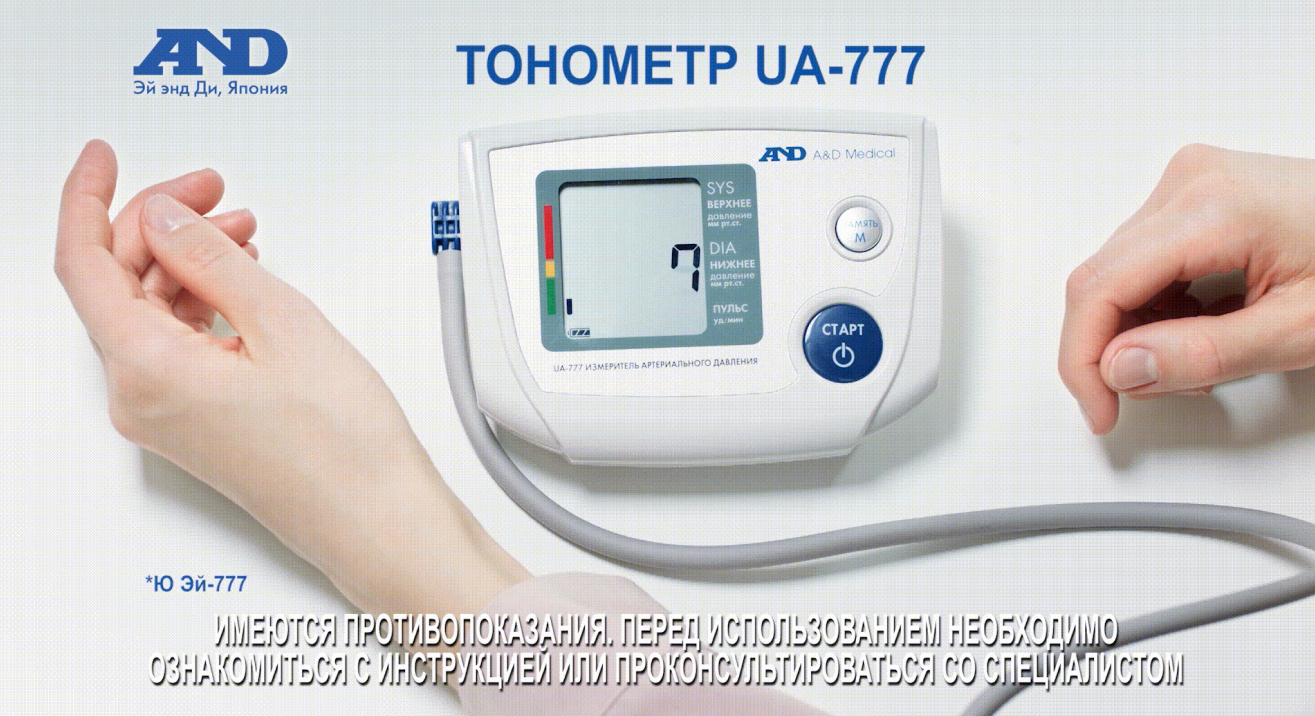 AND
Эй энд Ди, Япония
ТОНОМЕТР UA-777
AND A&D Medical
SYS
ВЕРХНЕЕ
давление
мм рт.ст.
DIA
НИЖНЕЕ
давление
мм рт.ст.
ПУЛЬС
уд/мин
7
ПАМЯТЬ
М
СТАРТ
UA-777 ИЗМЕРИТЕЛЬ АРТЕРИАЛЬНОГО ДАВЛЕНИЯ
*Ю Эй-777
ИМЕЮТСЯ ПРОТИВОПОКАЗАНИЯ. ПЕРЕД ИСПОЛЬЗОВАНИЕМ НЕОБХОДИМО
ОЗНАКОМИТЬСЯ С ИНСТРУКЦИЕЙ ИЛИ ПРОКОНСУЛЬТИРОВАТЬСЯ СО СПЕЦИАЛИСТОМ